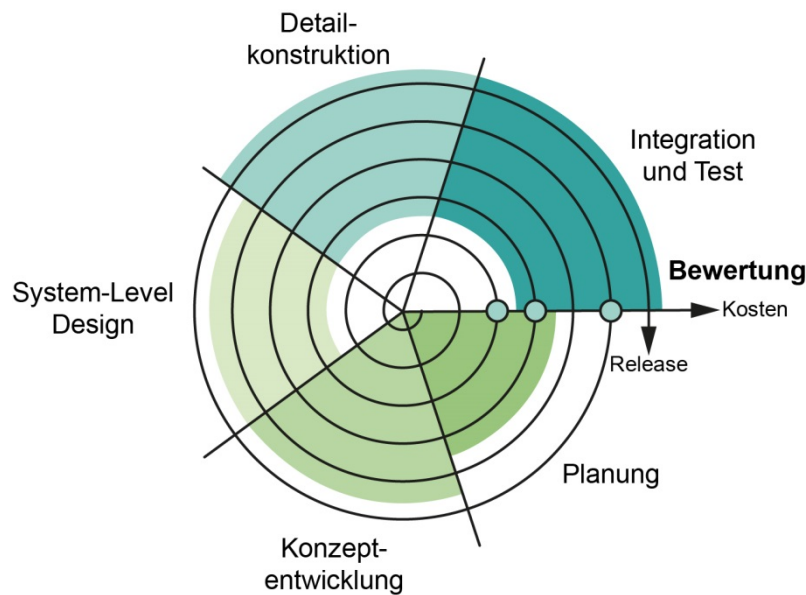 Detail-
konstruktion
Integration
und Test
Bewertung
Kosten
Release
System-Level
Design
Planung
Konzept-
entwicklung